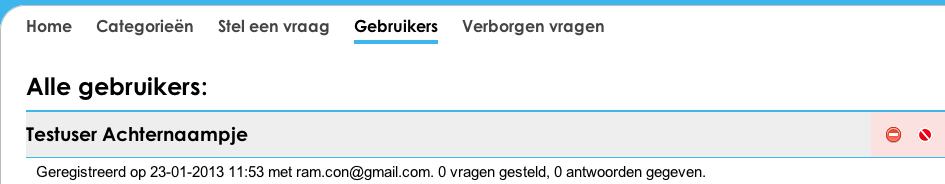 Home Categorieën Stel een vraag Gebruikers Verborgen vragen
Alle gebruikers:
Testuser Achternaampje
Geregistreerd op 23-01-2013 11:53 met ram.con@gmail.com. 0 vragen gesteld, 0 antwoorden gegeven.